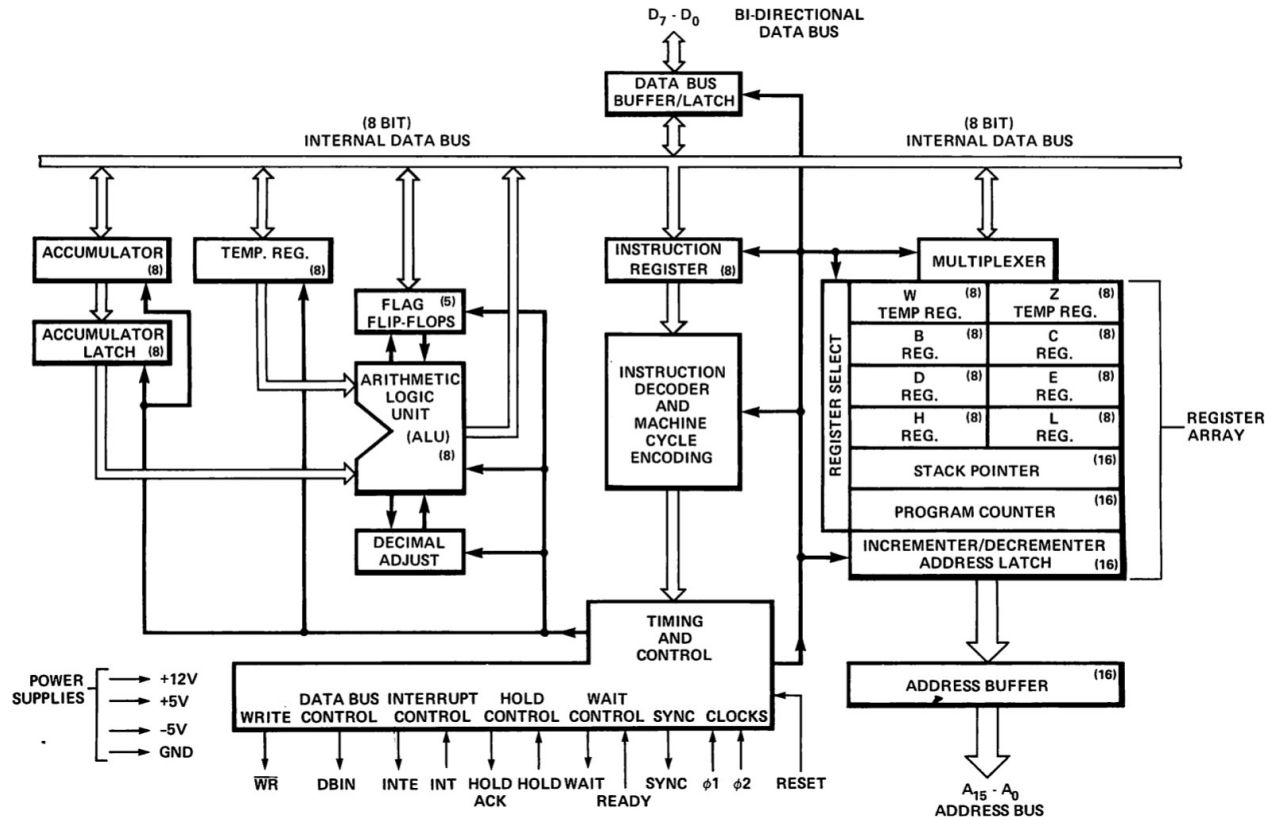 D7 - D0
BI-DIRECTIONAL
DATA BUS
DATA BUS
BUFFER/LATCH
(8 BIT)
INTERNAL DATA BUS
(8 BIT)
INTERNAL DATA BUS
ACCUMULATOR
(8)
TEMP. REG.
(8)
INSTRUCTION
REGISTER (8)
MULTIPLEXER
ACCUMULATOR
LATCH (8)
FLAG (5)
FLIP-FLOPS
ARITHMETIC
LOGIC
UNIT
(ALU)
(8)
DECIMAL
ADJUST
INSTRUCTION
DECODER
AND
MACHINE
CYCLE
ENCODING
REGISTER SELECT
W (8)
TEMP REG.
Z (8)
TEMP REG.
B (8)
REG.
C (8)
REG.
D (8)
REG.
E (8)
REG.
H (8)
REG.
L (8)
REG.
STACK POINTER (16)
PROGRAM COUNTER (16)
INCREMENTER/DECREMENTER
ADDRESS LATCH (16)
REGISTER
ARRAY
TIMING
AND
CONTROL
ADDRESS BUFFER (16)
A15 - A0
ADDRESS BUS
POWER
SUPPLIES
+12V
+5V
-5V
GND
WRITE
DATA BUS
CONTROL
INTERRUPT
CONTROL
HOLD
CONTROL
WAIT
CONTROL
SYNC
CLOCKS
W̅R̅
DBIN
INTE
INT
HOLD
ACK
HOLD
WAIT
READY
SYNC
ϕ1
ϕ2
RESET